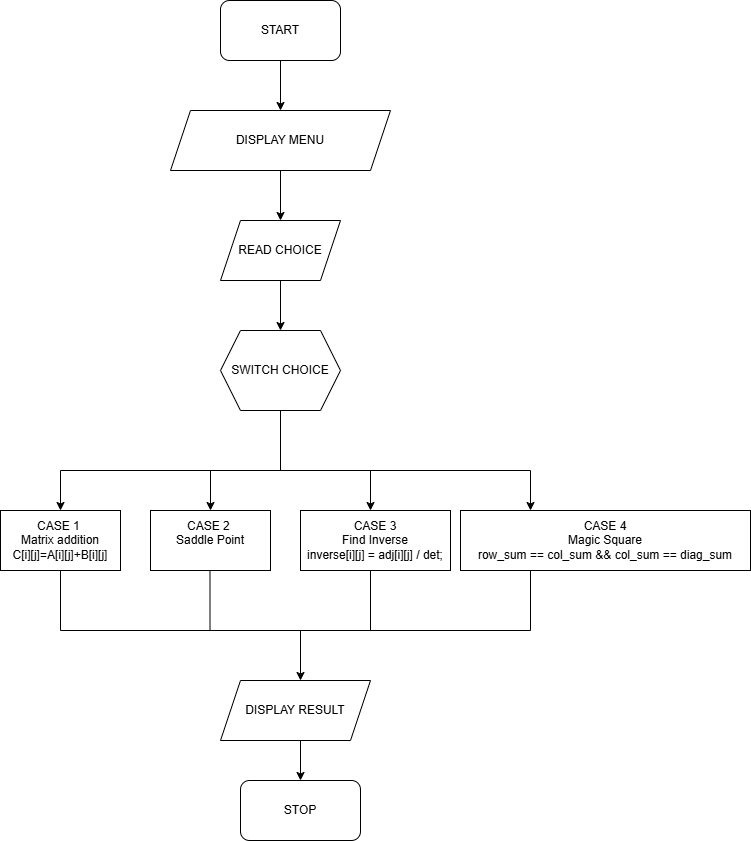 START
DISPLAY MENU
READ CHOICE
SWITCH CHOICE
CASE 1
Matrix addition
C[i][j]=A[i][j]+B[i][j]
CASE 2
Saddle Point
CASE 3
Find Inverse
inverse[i][j] = adj[i][j] / det;
CASE 4
Magic Square
row_sum == col_sum && col_sum == diag_sum
DISPLAY RESULT
STOP